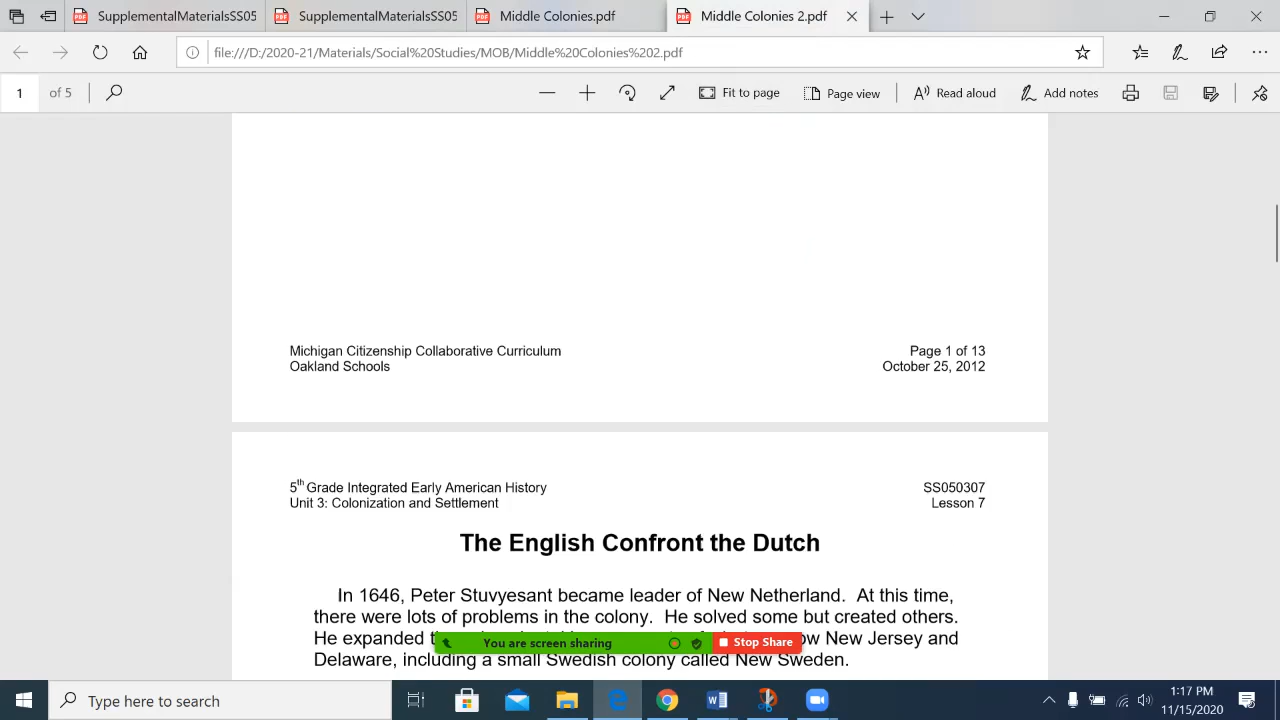 SupplementalMaterialsSS05
SupplementalMaterialsSS05
Middle Colonies.pdf
Middle Colonies 2.pdf
file:///D:/2020-21/Materials/Social%20Studies/MOB/Middle%20Colonies%202.pdf
1 of 5
Fit to page
Page view
Read aloud
Add notes
Michigan Citizenship Collaborative Curriculum
Page 1 of 13
Oakland Schools
October 25, 2012
5th Grade Integrated Early American History
SS050307
Unit 3: Colonization and Settlement
Lesson 7
The English Confront the Dutch
In 1646, Peter Stuyvesant became leader of New Netherland. At this time,
there were lots of problems in the colony. He solved some but created others.
He expanded New Jersey and
You are screen sharing
Stop Share
Delaware, including a small Swedish colony called New Sweden.
Type here to search
1:17 PM
11/15/2020